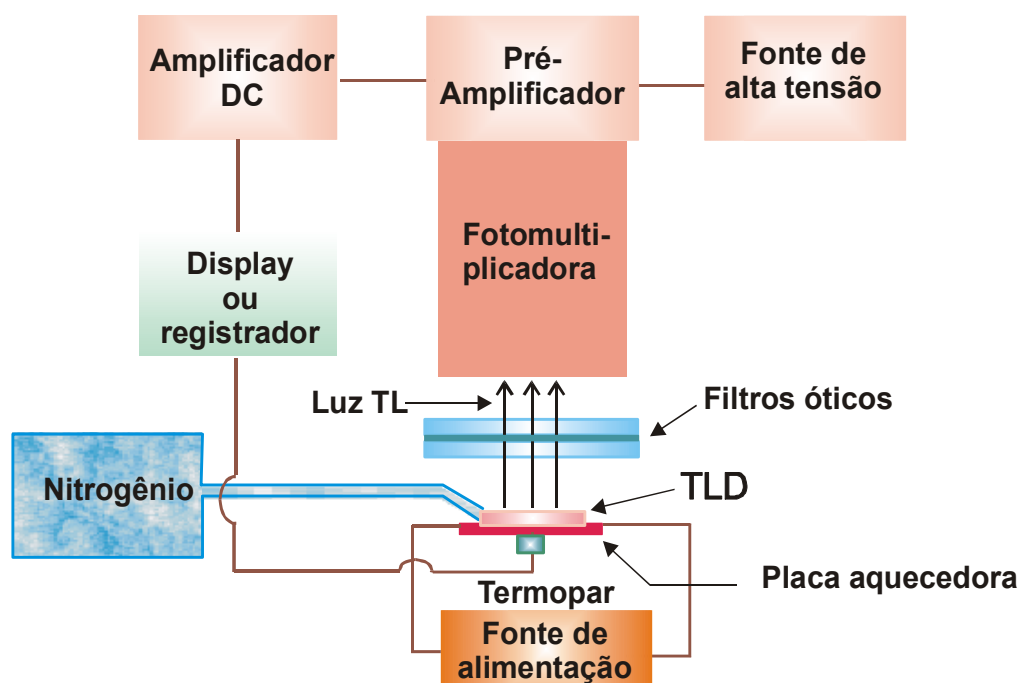 Amplificador
DC
Pré-
Amplificador
Fonte de
alta tensão
Fotomulti-
plicadora
Display
ou
registrador
Luz TL
Filtros óticos
Nitrogênio
TLD
Placa aquecedora
Termopar
Fonte de
alimentação